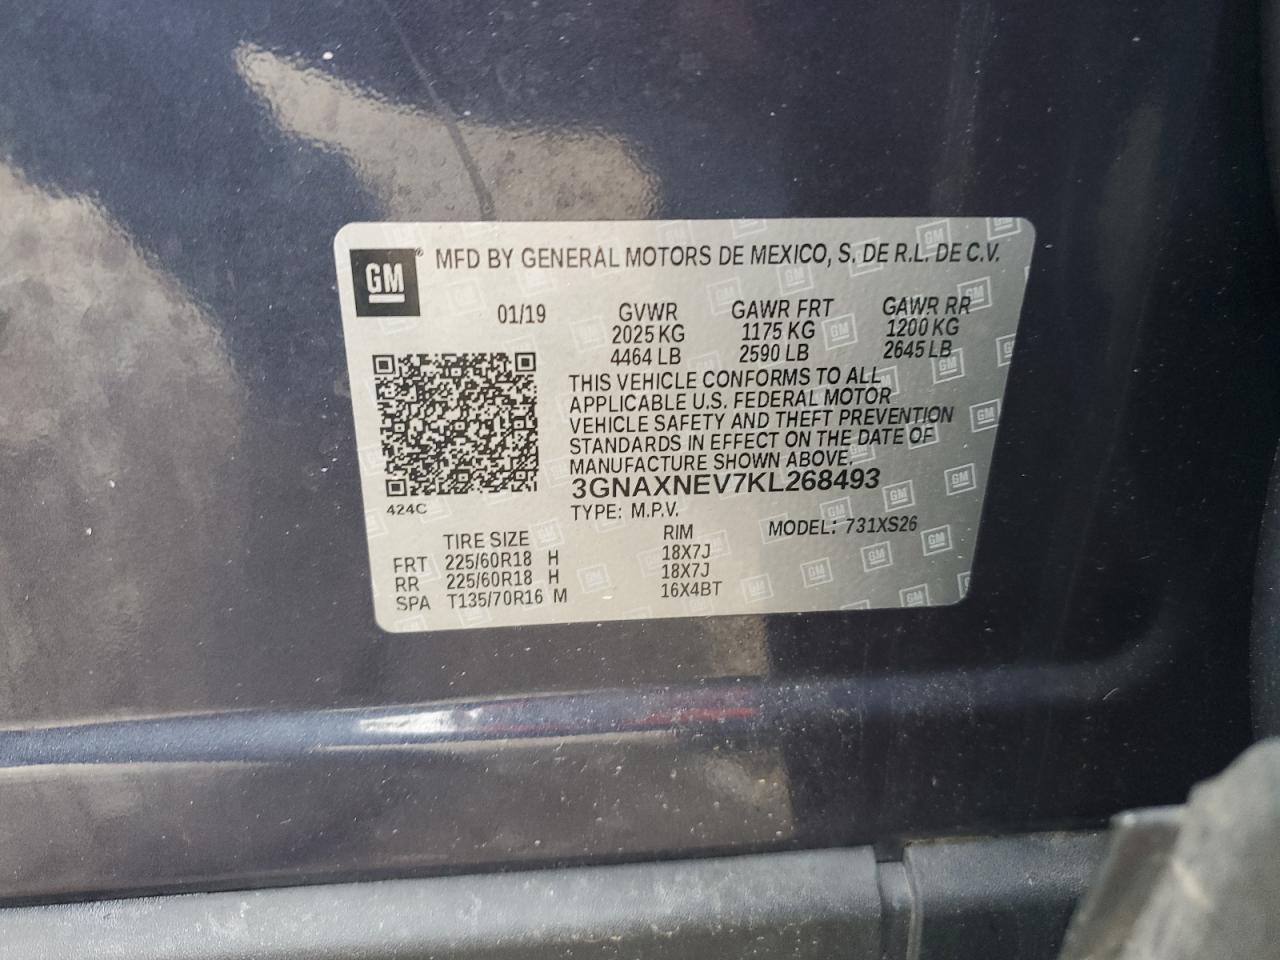 GM ® MFD BY GENERAL MOTORS DE MEXICO, S. DE R.L. DE C.V.
01/19 GVWR GAWR FRT GAWR RR
2025 KG 1175 KG 1200 KG
4464 LB 2590 LB 2645 LB
THIS VEHICLE CONFORMS TO ALL
APPLICABLE U.S. FEDERAL MOTOR
VEHICLE SAFETY AND THEFT PREVENTION
STANDARDS IN EFFECT ON THE DATE OF
MANUFACTURE SHOWN ABOVE.
3GNAXNEV7KL268493
424C
TYPE: M.P.V. MODEL: 731XS26
TIRE SIZE RIM
FRT 225/60R18 H 18X7J
RR 225/60R18 H 18X7J
SPA T135/70R16 M 16X4BT